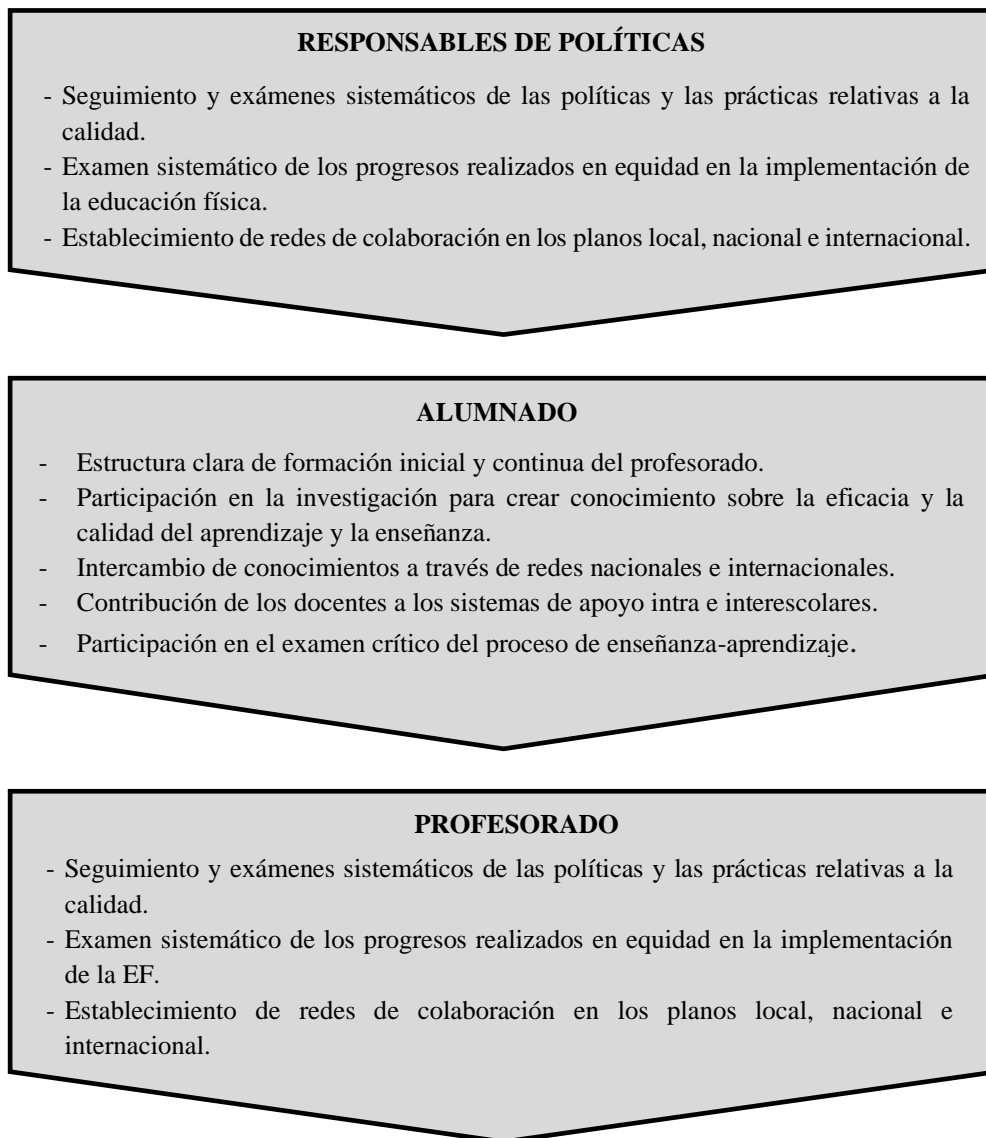 RESPONSABLES DE POLÍTICAS
- Seguimiento y exámenes sistemáticos de las políticas y las prácticas relativas a la
calidad.
- Examen sistemático de los progresos realizados en equidad en la implementación de
la educación física.
- Establecimiento de redes de colaboración en los planos local, nacional e internacional.
ALUMNADO
- Estructura clara de formación inicial y continua del profesorado.
- Participación en la investigación para crear conocimiento sobre la eficacia y la
calidad del aprendizaje y la enseñanza.
- Intercambio de conocimientos a través de redes nacionales e internacionales.
- Contribución de los docentes a los sistemas de apoyo intra e interescolares.
- Participación en el examen crítico del proceso de enseñanza-aprendizaje.
PROFESORADO
- Seguimiento y exámenes sistemáticos de las políticas y las prácticas relativas a la
calidad.
- Examen sistemático de los progresos realizados en equidad en la implementación
de la EF.
- Establecimiento de redes de colaboración en los planos local, nacional e
internacional.